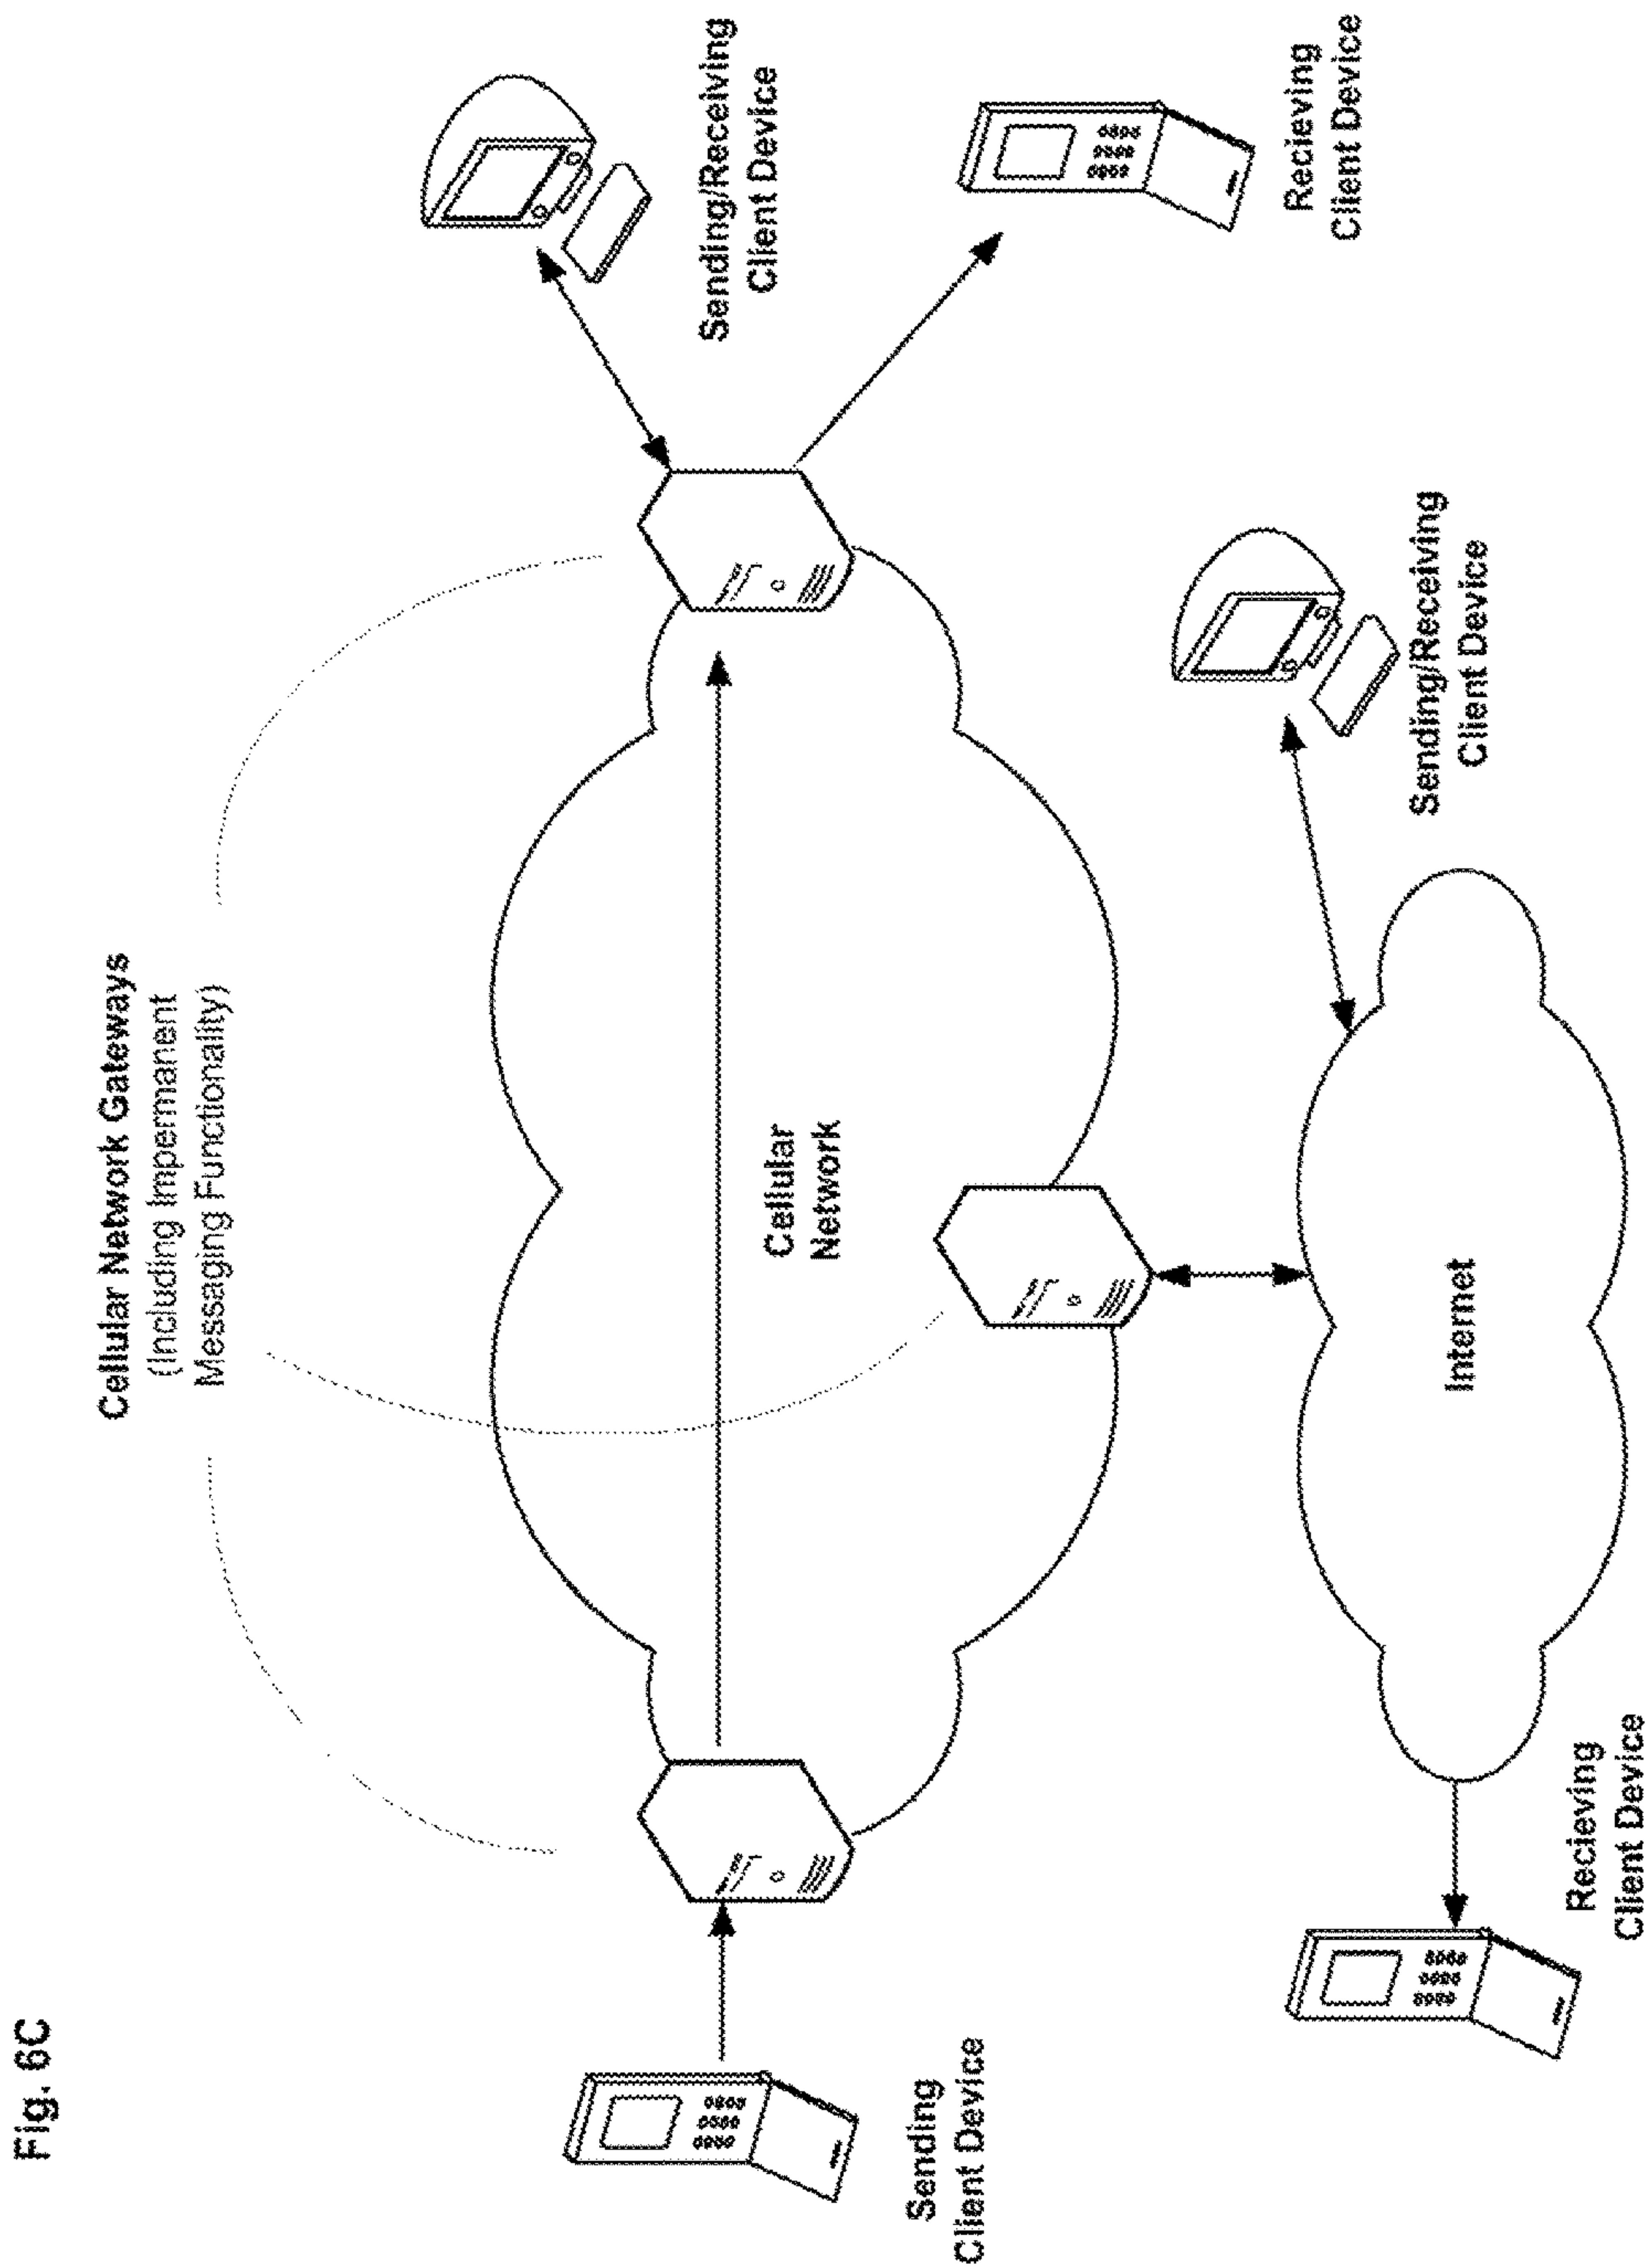 Fig. 6C
Cellular Network Gateways
(Including Impermanent
Messaging Functionality)
Sending/Receiving
Client Device
Cellular
Network
Sending
Client Device
Recieving
Client Device
Sending/Receiving
Client Device
Internet
Recieving
Client Device